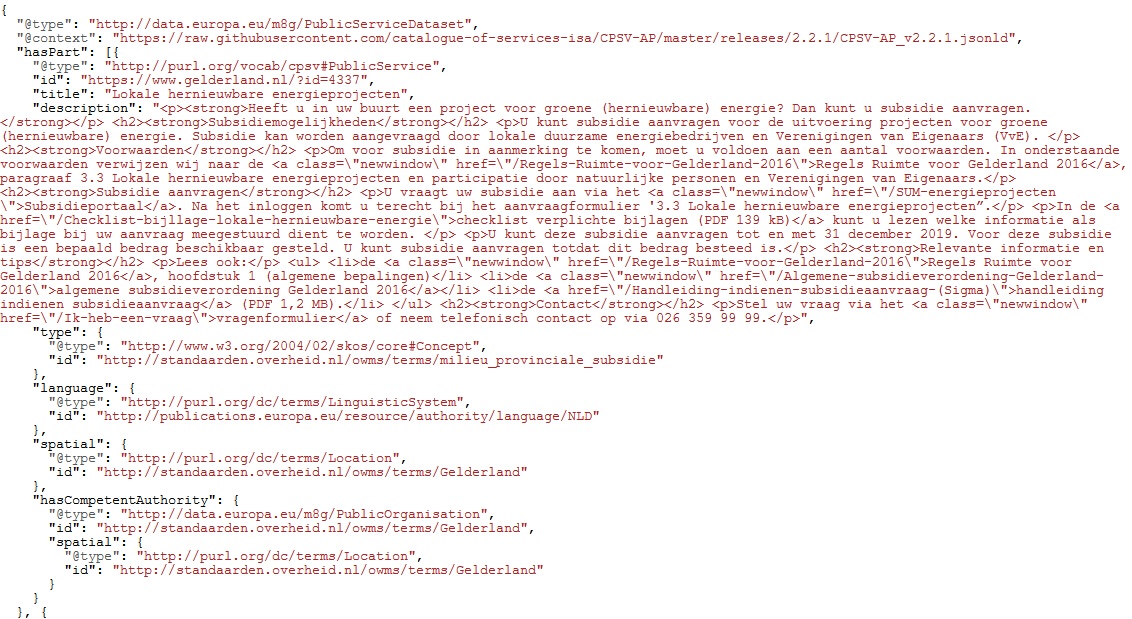 {
  "@type": "http://data.europa.eu/m8g/PublicServiceDataset",
  "@context": "https://raw.githubusercontent.com/catalogue-of-services-isa/CPSV-AP/master/releases/2.2.1/CPSV-AP_v2.2.1.jsonld",
  "hasPart": [{
    "@type": "http://purl.org/vocab/cpsv#PublicService",
    "id": "https://www.gelderland.nl/?id=4337",
    "title": "Lokale hernieuwbare energieprojecten",
    "description": "<p><strong>Heeft u in uw buurt een project voor groene (hernieuwbare) energie? Dan kunt u subsidie aanvragen.
</strong></p> <h2><strong>Subsidiemogelijkheden</strong></h2> <p>U kunt subsidie aanvragen voor de uitvoering projecten voor groene
(hernieuwbare) energie. Subsidie kan worden aangevraagd door lokale duurzame energiebedrijven en Verenigingen van Eigenaars (VvE). </p>
<h2><strong>Voorwaarden</strong></h2> <p>Om voor subsidie in aanmerking te komen, moet u voldoen aan een aantal voorwaarden. In onderstaande
voorwaarden verwijzen wij naar de <a class=\"newwindow\" href=\"/Regels-Ruimte-voor-Gelderland-2016\">Regels Ruimte voor Gelderland 2016</a>,
paragraaf 3.3 Lokale hernieuwbare energieprojecten en participatie door natuurlijke personen en Verenigingen van Eigenaars.</p>
<h2><strong>Subsidie aanvragen</strong></h2> <p>U vraagt uw subsidie aan via het <a class=\"newwindow\" href=\"/SUM-energieprojecten
\">Subsidieportaal</a>. Na het inloggen komt u terecht bij het aanvraagformulier '3.3 Lokale hernieuwbare energieprojecten”.</p> <p>In de <a
href=\"/Checklist-bijllage-lokale-hernieuwbare-energie\">checklist verplichte bijlagen (PDF 139 kB)</a> kunt u lezen welke informatie als
bijlage bij uw aanvraag meegestuurd dient te worden. </p> <p>U kunt deze subsidie aanvragen tot en met 31 december 2019. Voor deze subsidie
is een bepaald bedrag beschikbaar gesteld. U kunt subsidie aanvragen totdat dit bedrag besteed is.</p> <h2><strong>Relevante informatie en
tips</strong></h2> <p>Lees ook:</p> <ul> <li>de <a class=\"newwindow\" href=\"/Regels-Ruimte-voor-Gelderland-2016\">Regels Ruimte voor
Gelderland 2016</a>, hoofdstuk 1 (algemene bepalingen)</li> <li>de <a class=\"newwindow\" href=\"/Algemene-subsidieverordening-Gelderland-
2016\">algemene subsidieverordening Gelderland 2016</a></li> <li>de <a href=\"/Handleiding-indienen-subsidieaanvraag-(Sigma)\">handleiding
indienen subsidieaanvraag</a> (PDF 1,2 MB).</li> </ul> <h2><strong>Contact</strong></h2> <p>Stel uw vraag via het <a class=\"newwindow\"
href=\"/Ik-heb-een-vraag\">vragenformulier</a> of neem telefonisch contact op via 026 359 99 99.</p>",
    "type": {
      "@type": "http://www.w3.org/2004/02/skos/core#Concept",
      "id": "http://standaarden.overheid.nl/owms/terms/milieu_provinciale_subsidie"
    },
    "language": {
      "@type": "http://purl.org/dc/terms/LinguisticSystem",
      "id": "http://publications.europa.eu/resource/authority/language/NLD"
    },
    "spatial": {
      "@type": "http://purl.org/dc/terms/Location",
      "id": "http://standaarden.overheid.nl/owms/terms/Gelderland"
    },
    "hasCompetentAuthority": {
      "@type": "http://data.europa.eu/m8g/PublicOrganisation",
      "id": "http://standaarden.overheid.nl/owms/terms/Gelderland",
      "spatial": {
        "@type": "http://purl.org/dc/terms/Location",
        "id": "http://standaarden.overheid.nl/owms/terms/Gelderland"
      }
    }
  }, {